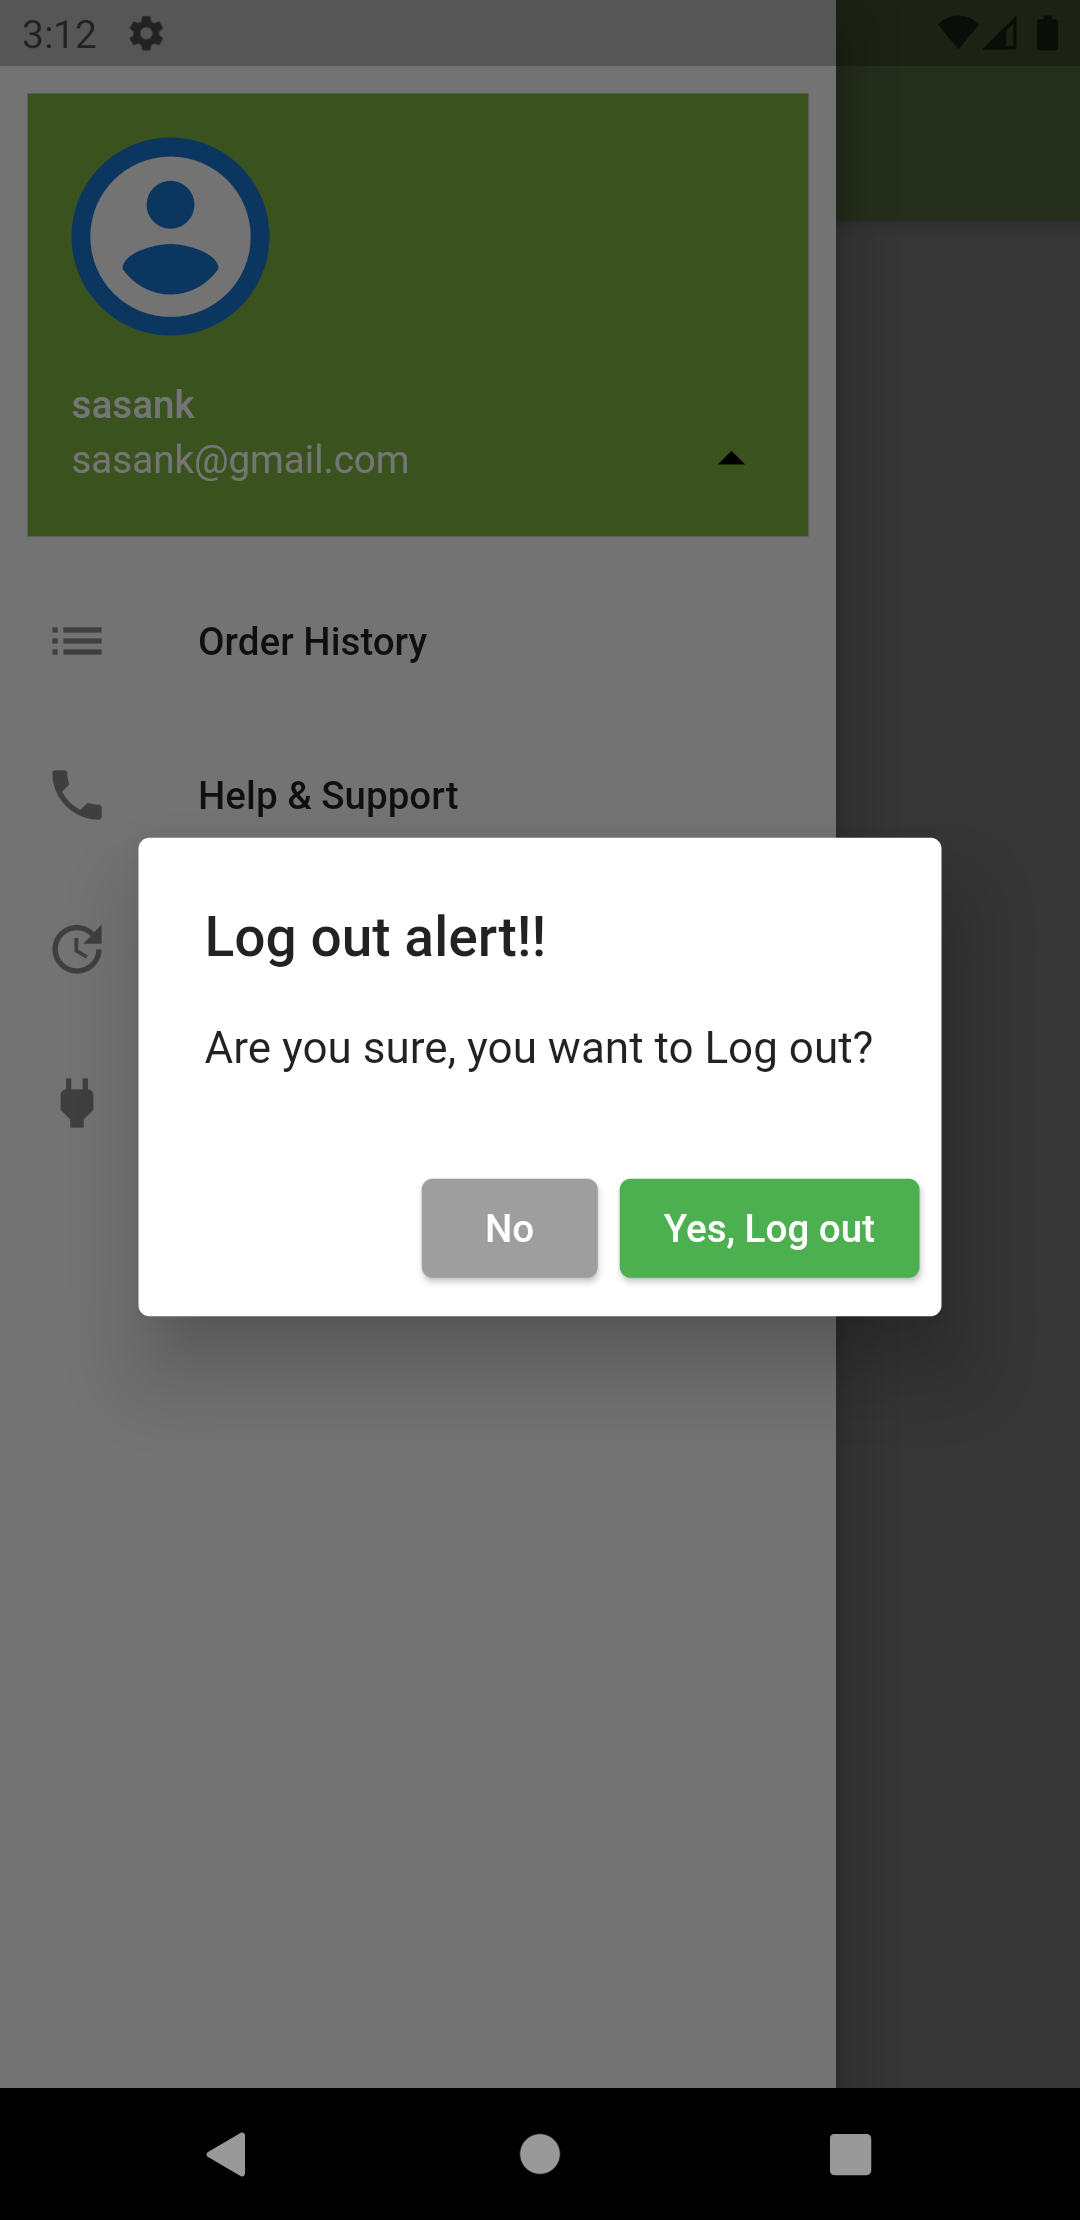 3:12
sasank
sasank@gmail.com
Order History
Help & Support
Log out alert!!
Are you sure, you want to Log out?
No
Yes, Log out